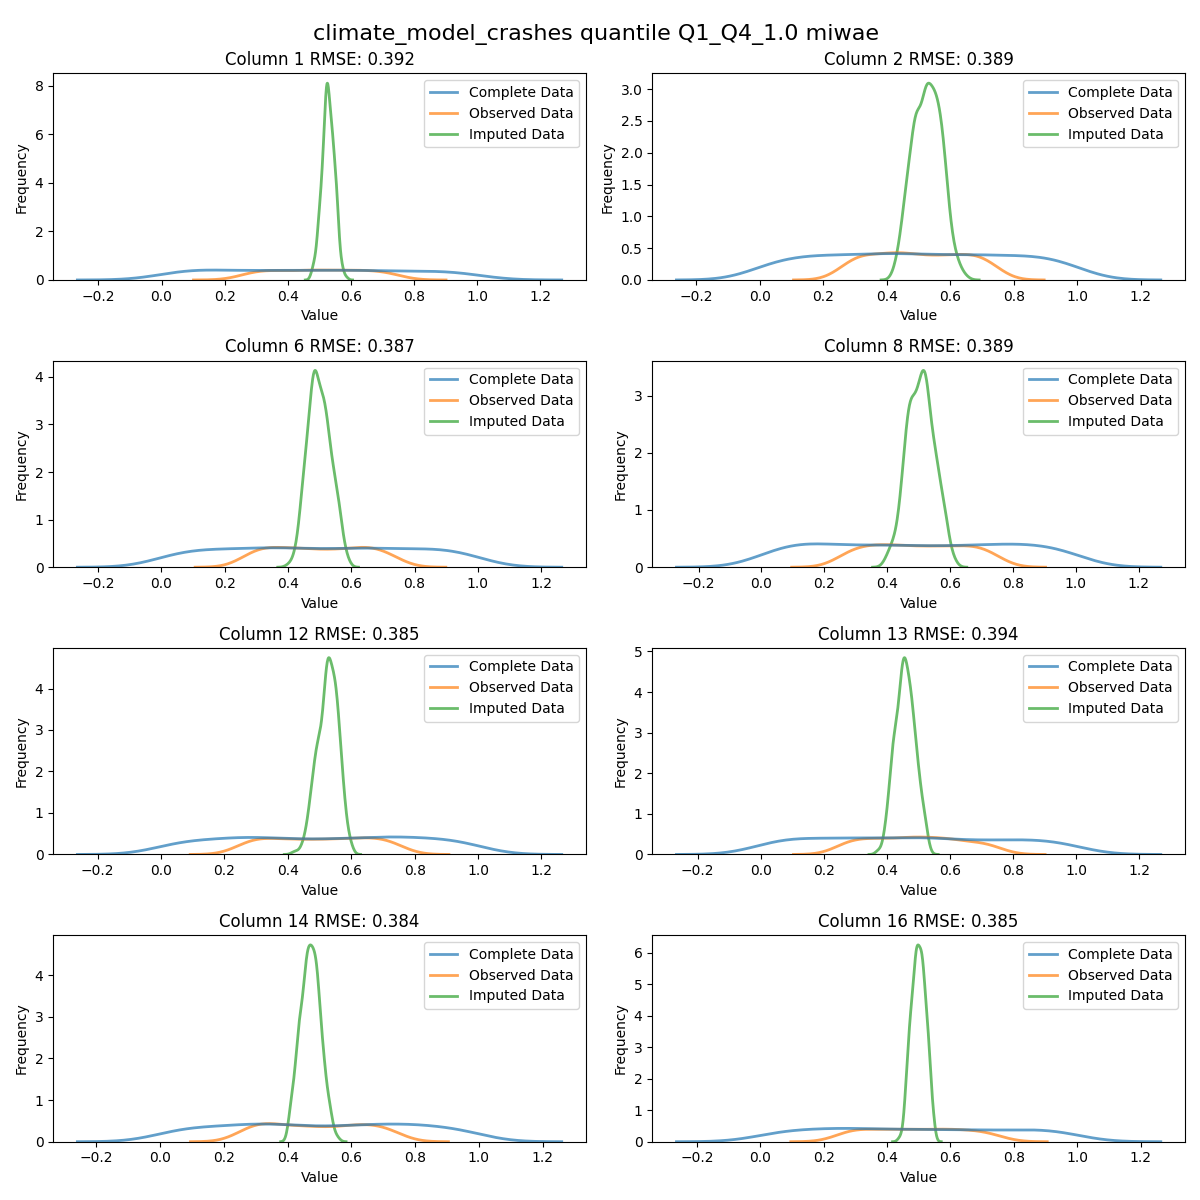 climate_model_crashes quantile Q1_Q4_1.0 miwae
Column 1 RMSE: 0.392
8
6
4
2
0
Frequency
Complete Data
Observed Data
Imputed Data
−0.2 0.0 0.2 0.4 0.6 0.8 1.0 1.2
Value
Column 2 RMSE: 0.389
3.0
2.5
2.0
1.5
1.0
0.5
0.0
Frequency
Complete Data
Observed Data
Imputed Data
−0.2 0.0 0.2 0.4 0.6 0.8 1.0 1.2
Value
Column 6 RMSE: 0.387
4
3
2
1
0
Frequency
Complete Data
Observed Data
Imputed Data
−0.2 0.0 0.2 0.4 0.6 0.8 1.0 1.2
Value
Column 8 RMSE: 0.389
3
2
1
0
Frequency
Complete Data
Observed Data
Imputed Data
−0.2 0.0 0.2 0.4 0.6 0.8 1.0 1.2
Value
Column 12 RMSE: 0.385
4
3
2
1
0
Frequency
Complete Data
Observed Data
Imputed Data
−0.2 0.0 0.2 0.4 0.6 0.8 1.0 1.2
Value
Column 13 RMSE: 0.394
5
4
3
2
1
0
Frequency
Complete Data
Observed Data
Imputed Data
−0.2 0.0 0.2 0.4 0.6 0.8 1.0 1.2
Value
Column 14 RMSE: 0.384
4
3
2
1
0
Frequency
Complete Data
Observed Data
Imputed Data
−0.2 0.0 0.2 0.4 0.6 0.8 1.0 1.2
Value
Column 16 RMSE: 0.385
6
5
4
3
2
1
0
Frequency
Complete Data
Observed Data
Imputed Data
−0.2 0.0 0.2 0.4 0.6 0.8 1.0 1.2
Value